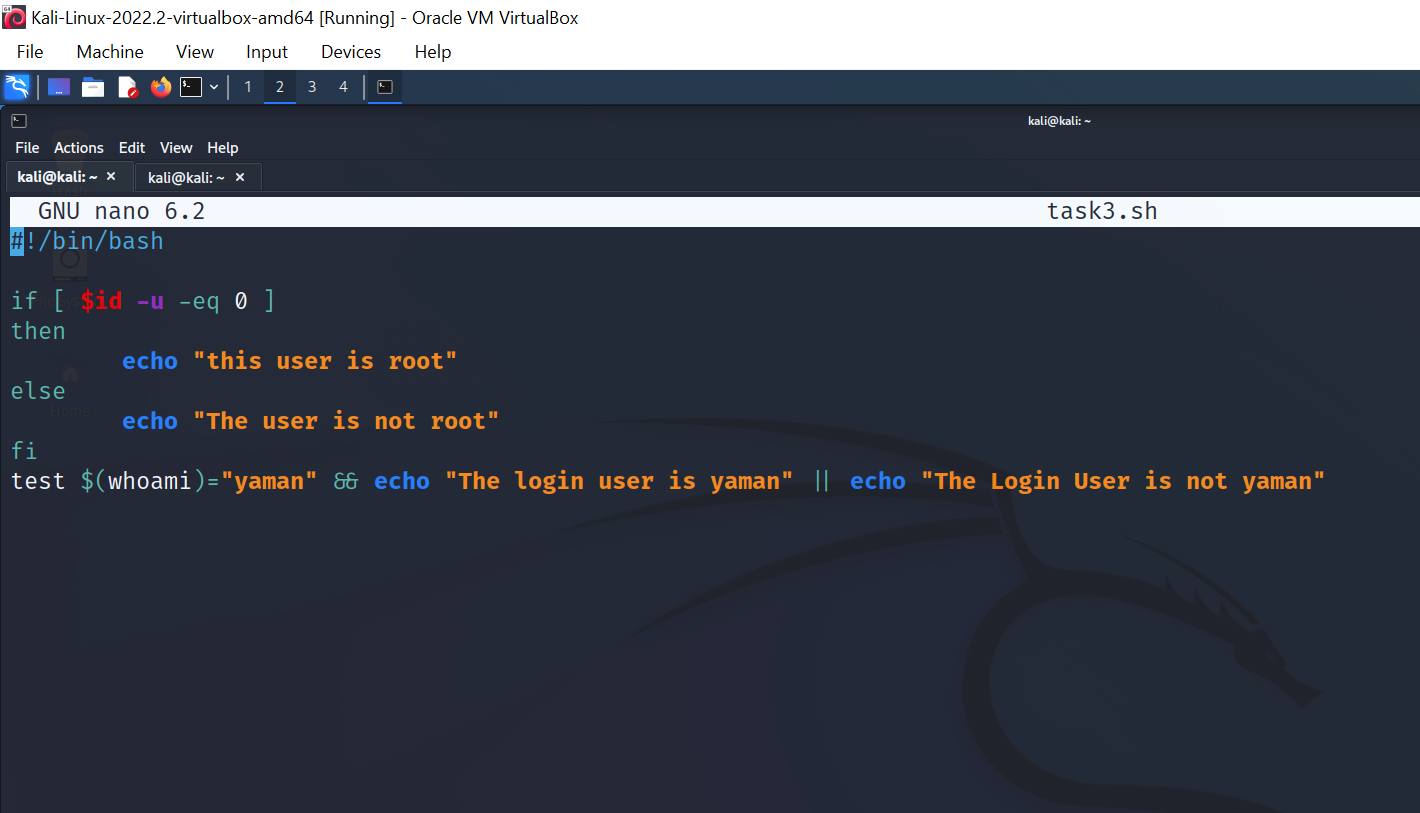 Kali-Linux-2022.2-virtualbox-amd64 [Running] - Oracle VM VirtualBox
File Machine View Input Devices Help
1 2 3 4
kali@kali: ~
File Actions Edit View Help
kali@kali: ~ × kali@kali: ~ ×
GNU nano 6.2 task3.sh
#!/bin/bash
if [ $id -u -eq 0 ]
then
echo "this user is root"
else
echo "The user is not root"
fi
test $(whoami)="yaman" && echo "The login user is yaman" || echo "The Login User is not yaman"
Home